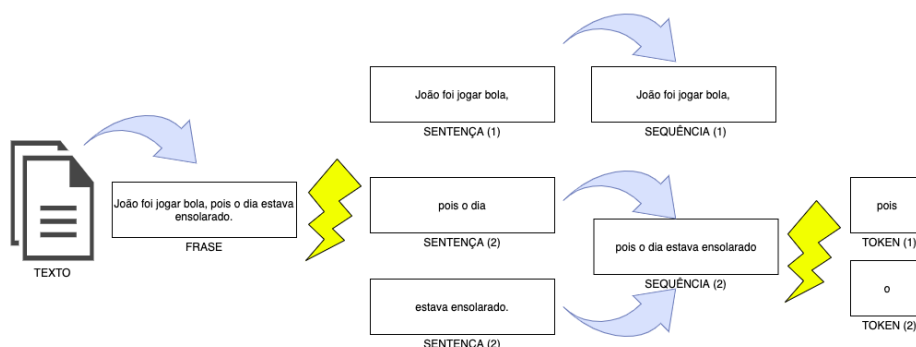 João foi jogar bola,
SENTENÇA (1)
João foi jogar bola,
SEQUÊNCIA (1)
TEXTO
João foi jogar bola, pois o dia estava
ensolarado.
FRASE
pois o dia
SENTENÇA (2)
estava ensolarado.
SENTENÇA (2)
pois o dia estava ensolarado
SEQUÊNCIA (2)
pois
TOKEN (1)
o
TOKEN (2)